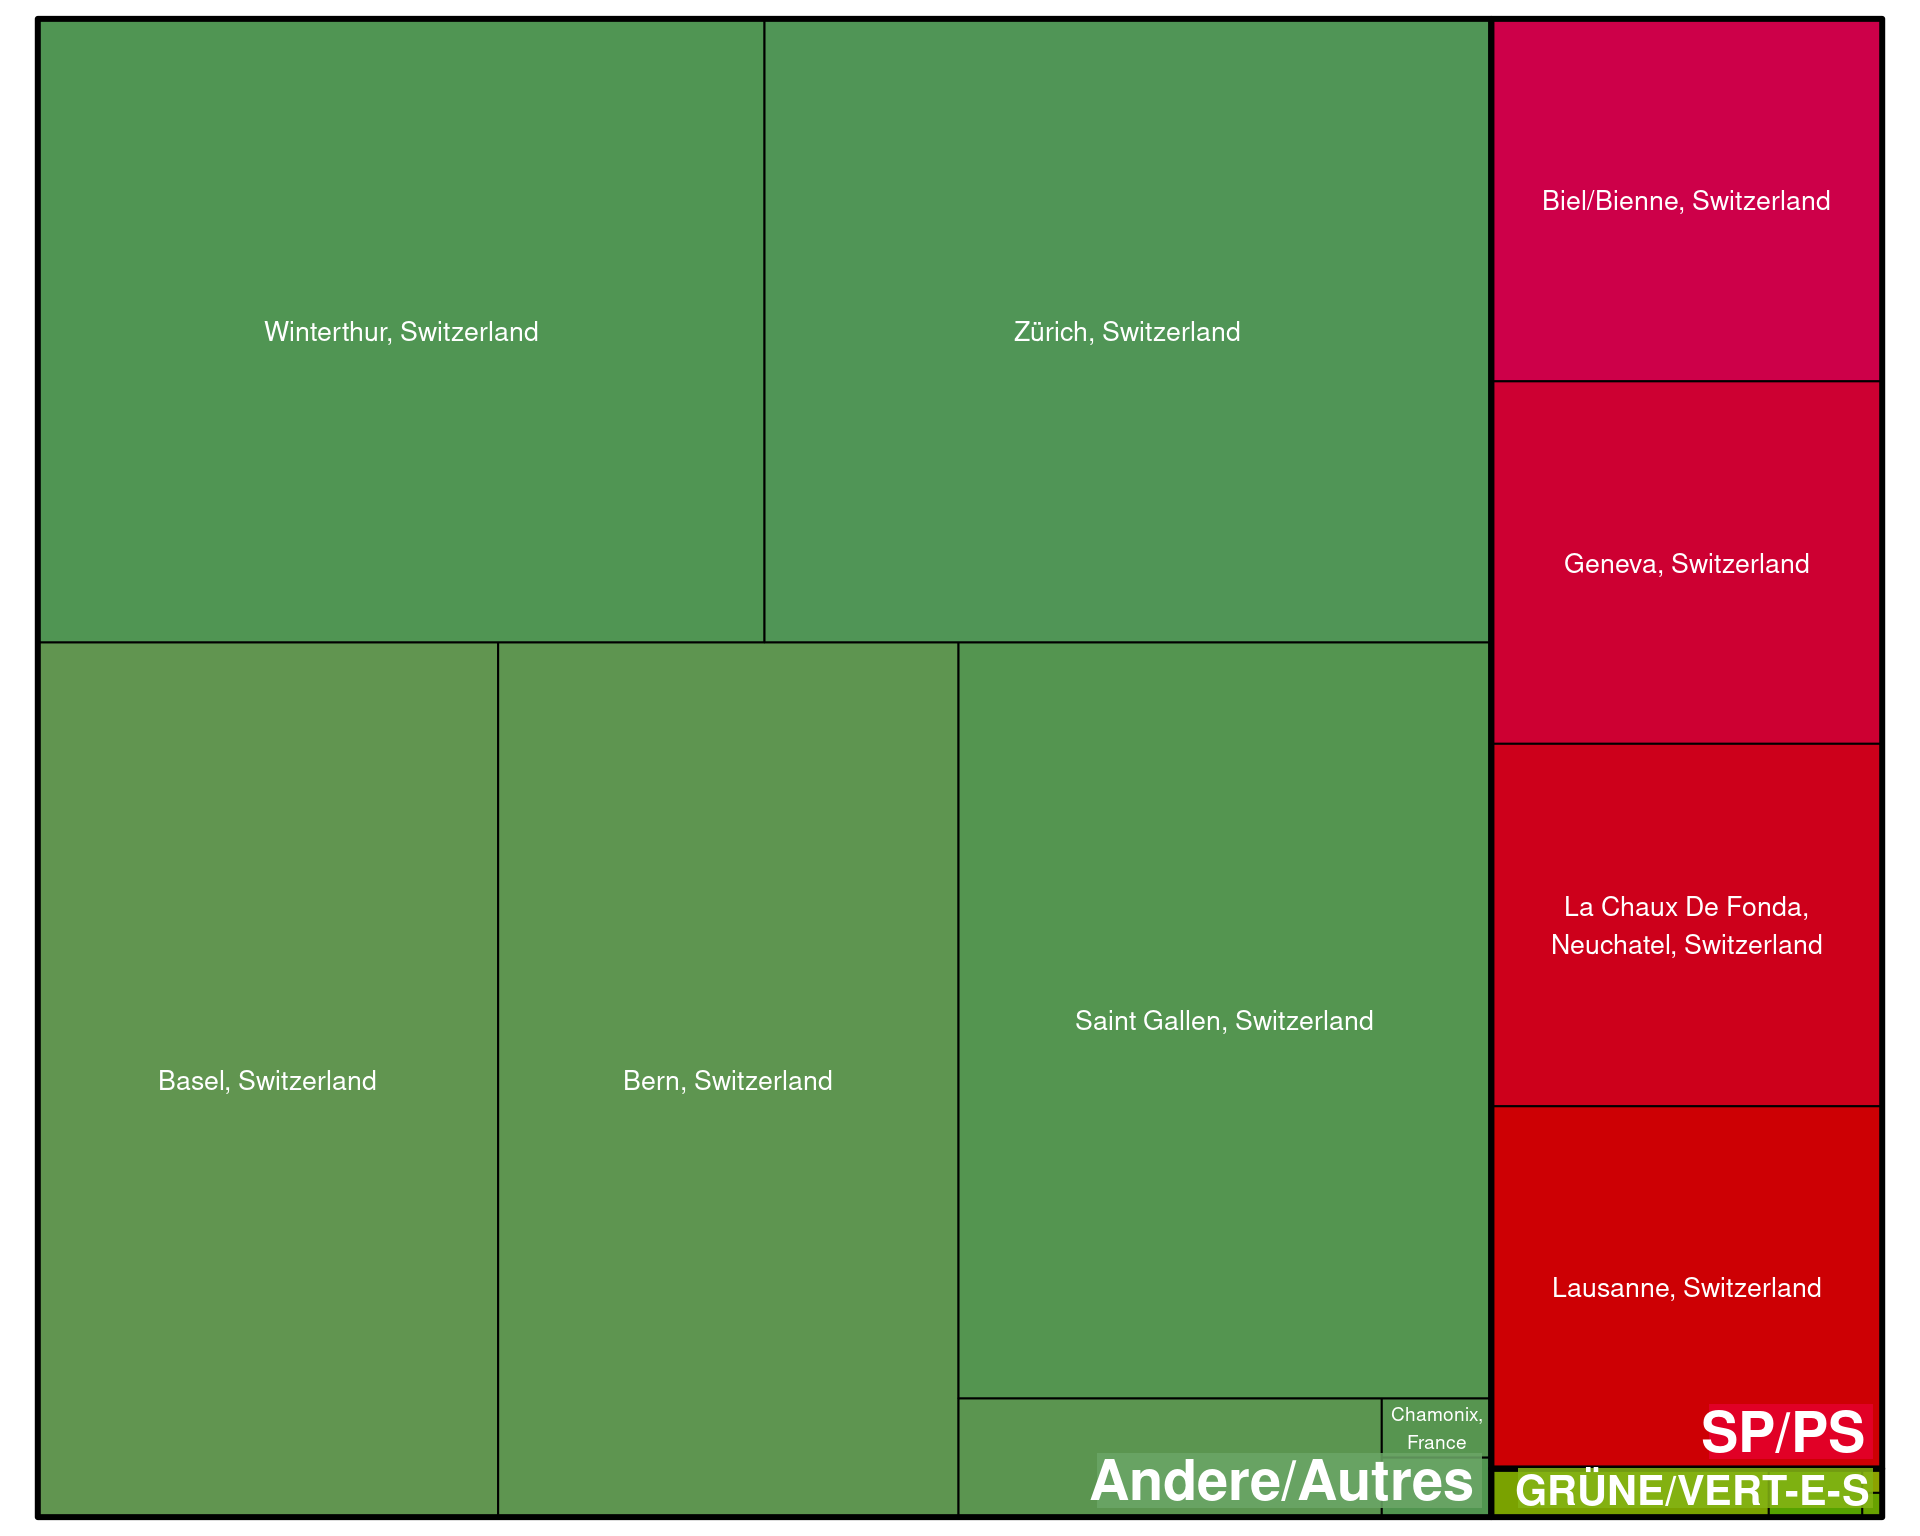 Winterthur, Switzerland
Zürich, Switzerland
Biel/Bienne, Switzerland
Geneva, Switzerland
La Chaux De Fonda,
Neuchatel, Switzerland
Basel, Switzerland
Bern, Switzerland
Saint Gallen, Switzerland
Lausanne, Switzerland
Chamonix,
France
SP/PS
Andere/Autres
GRÜNE/VERT-E-S